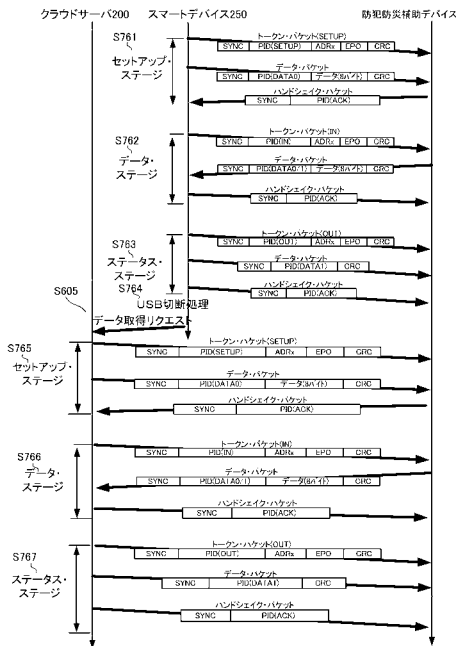 クラウドサーバ200 スマートデバイス250 防犯防災補助デバイス
S761
セットアップ・
ステージ
トークン・パケット(SETUP)
SYNC PID(SETUP) ADRx EPO CRC
データ・パケット
SYNC PID(DATA0) データ(8バイト) CRC
ハンドシェイク・パケット
SYNC PID(ACK)
S762
データ・
ステージ
トークン・パケット(IN)
SYNC PID(IN) ADRx EPO CRC
データ・パケット
SYNC PID(DATA0/1) データ(8バイト) CRC
ハンドシェイク・パケット
SYNC PID(ACK)
S763
ステータス・
ステージ
トークン・パケット(OUT)
SYNC PID(OUT) ADRx EPO CRC
データ・パケット
SYNC PID(DATA1) CRC
ハンドシェイク・パケット
SYNC PID(ACK)
S764
USB切断処理
S605
データ取得リクエスト
S765
セットアップ・
ステージ
トークン・パケット(SETUP)
SYNC PID(SETUP) ADRx EPO CRC
データ・パケット
SYNC PID(DATA0) データ(8バイト) CRC
ハンドシェイク・パケット
SYNC PID(ACK)
S766
データ・
ステージ
トークン・パケット(IN)
SYNC PID(IN) ADRx EPO CRC
データ・パケット
SYNC PID(DATA0/1) データ(8バイト) CRC
ハンドシェイク・パケット
SYNC PID(ACK)
S767
ステータス・
ステージ
トークン・パケット(OUT)
SYNC PID(OUT) ADRx EPO CRC
データ・パケット
SYNC PID(DATA1) CRC
ハンドシェイク・パケット
SYNC PID(ACK)